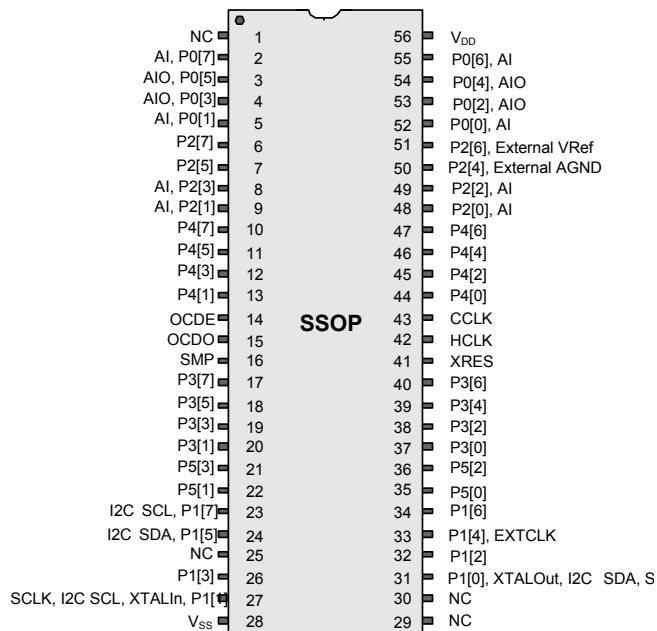 NC 1 56 VDD
AI, P0[7] 2 55 P0[6], AI
AIO, P0[5] 3 54 P0[4], AIO
AIO, P0[3] 4 53 P0[2], AIO
AI, P0[1] 5 52 P0[0], AI
P2[7] 6 51 P2[6], External VRef
P2[5] 7 50 P2[4], External AGND
AI, P2[3] 8 49 P2[2], AI
AI, P2[1] 9 48 P2[0], AI
P4[7] 10 47 P4[6]
P4[5] 11 46 P4[4]
P4[3] 12 45 P4[2]
P4[1] 13 44 P4[0]
OCDE 14 SSOP 43 CCLK
OCDO 15 42 HCLK
SMP 16 41 XRES
P3[7] 17 40 P3[6]
P3[5] 18 39 P3[4]
P3[3] 19 38 P3[2]
P3[1] 20 37 P3[0]
P5[3] 21 36 P5[2]
P5[1] 22 35 P5[0]
I2C SCL, P1[7] 23 34 P1[6]
I2C SDA, P1[5] 24 33 P1[4], EXTCLK
NC 25 32 P1[2]
P1[3] 26 31 P1[0], XTALOut, I2C SDA, S
SCLK, I2C SCL, XTALIn, P1[1] 27 30 NC
VSS 28 29 NC